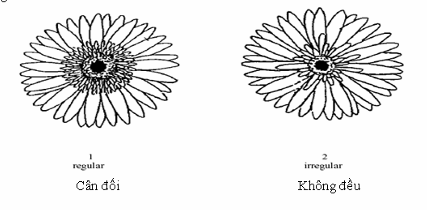 1 2
regular irregular
Cân đối Không đều